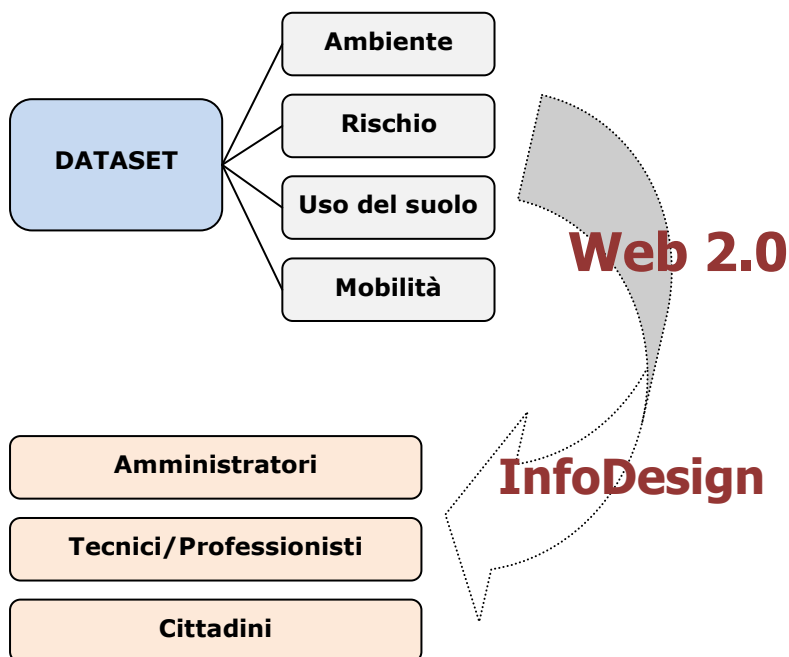 Ambiente
DATASET
Rischio
Uso del suolo
Mobilità
Web 2.0
Amministratori
InfoDesign
Tecnici/Professionisti
Cittadini